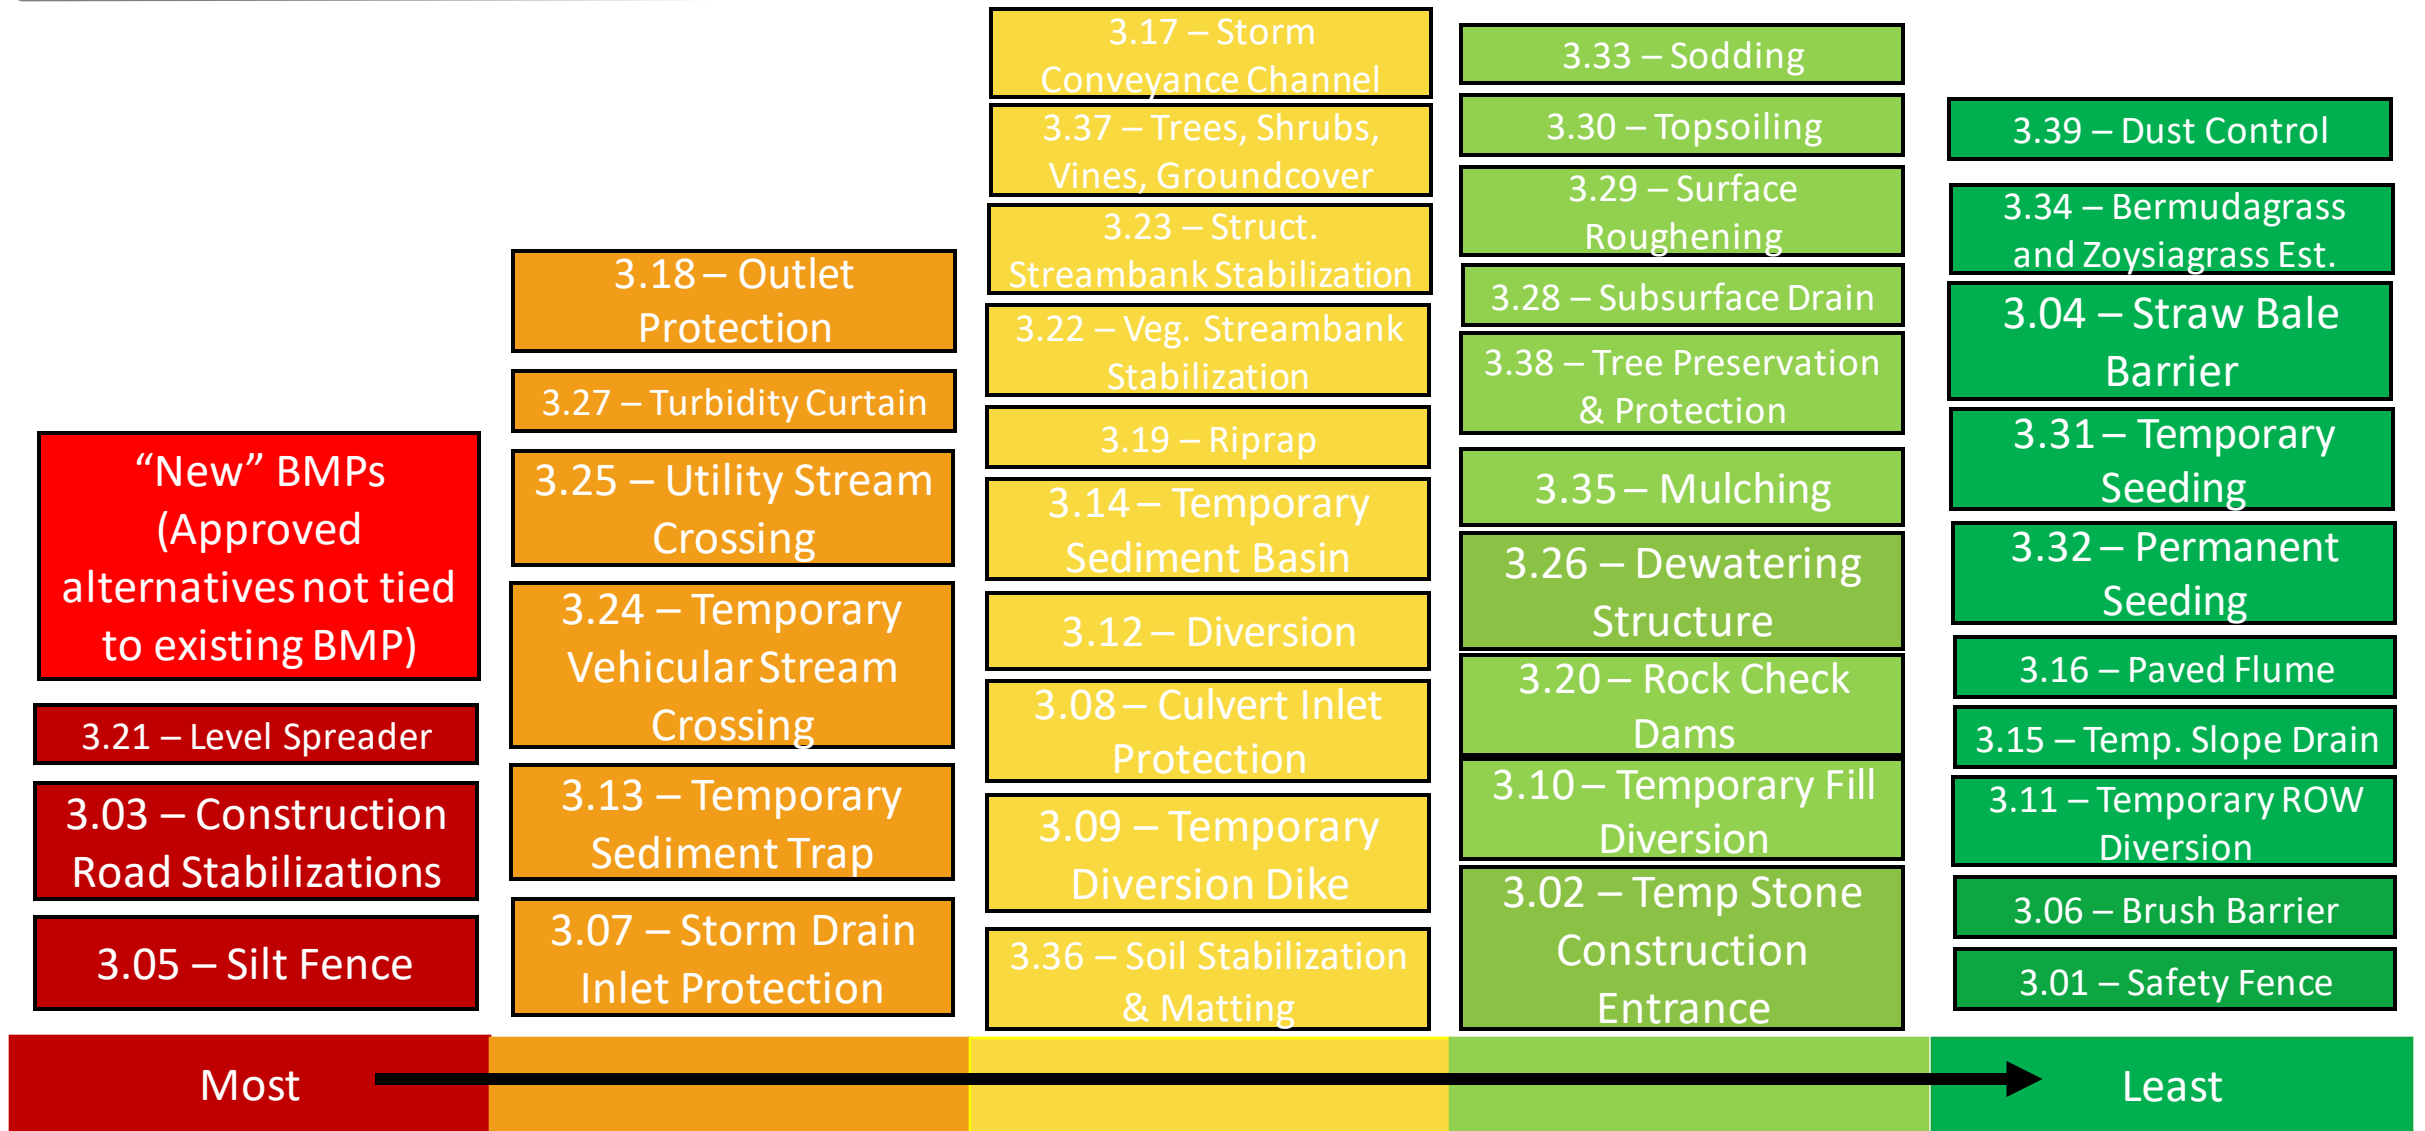 “New” BMPs
(Approved
alternatives not tied
to existing BMP)
3.21 – Level Spreader
3.03 – Construction
Road Stabilizations
3.05 – Silt Fence
3.18 – Outlet
Protection
3.27 – Turbidity Curtain
3.25 – Utility Stream
Crossing
3.24 – Temporary
Vehicular Stream
Crossing
3.13 – Temporary
Sediment Trap
3.07 – Storm Drain
Inlet Protection
3.17 – Storm
Conveyance Channel
3.37 – Trees, Shrubs,
Vines, Groundcover
3.23 – Struct.
Streambank Stabilization
3.22 – Veg. Streambank
Stabilization
3.19 – Riprap
3.14 – Temporary
Sediment Basin
3.12 – Diversion
3.08 – Culvert Inlet
Protection
3.09 – Temporary
Diversion Dike
3.36 – Soil Stabilization
& Matting
3.33 – Sodding
3.30 – Topsoiling
3.29 – Surface
Roughening
3.28 – Subsurface Drain
3.38 – Tree Preservation
& Protection
3.35 – Mulching
3.26 – Dewatering
Structure
3.20 – Rock Check
Dams
3.10 – Temporary Fill
Diversion
3.02 – Temp Stone
Construction
Entrance
3.39 – Dust Control
3.34 – Bermudagrass
and Zoysiagrass Est.
3.04 – Straw Bale
Barrier
3.31 – Temporary
Seeding
3.32 – Permanent
Seeding
3.16 – Paved Flume
3.15 – Temp. Slope Drain
3.11 – Temporary ROW
Diversion
3.06 – Brush Barrier
3.01 – Safety Fence
Most
Least